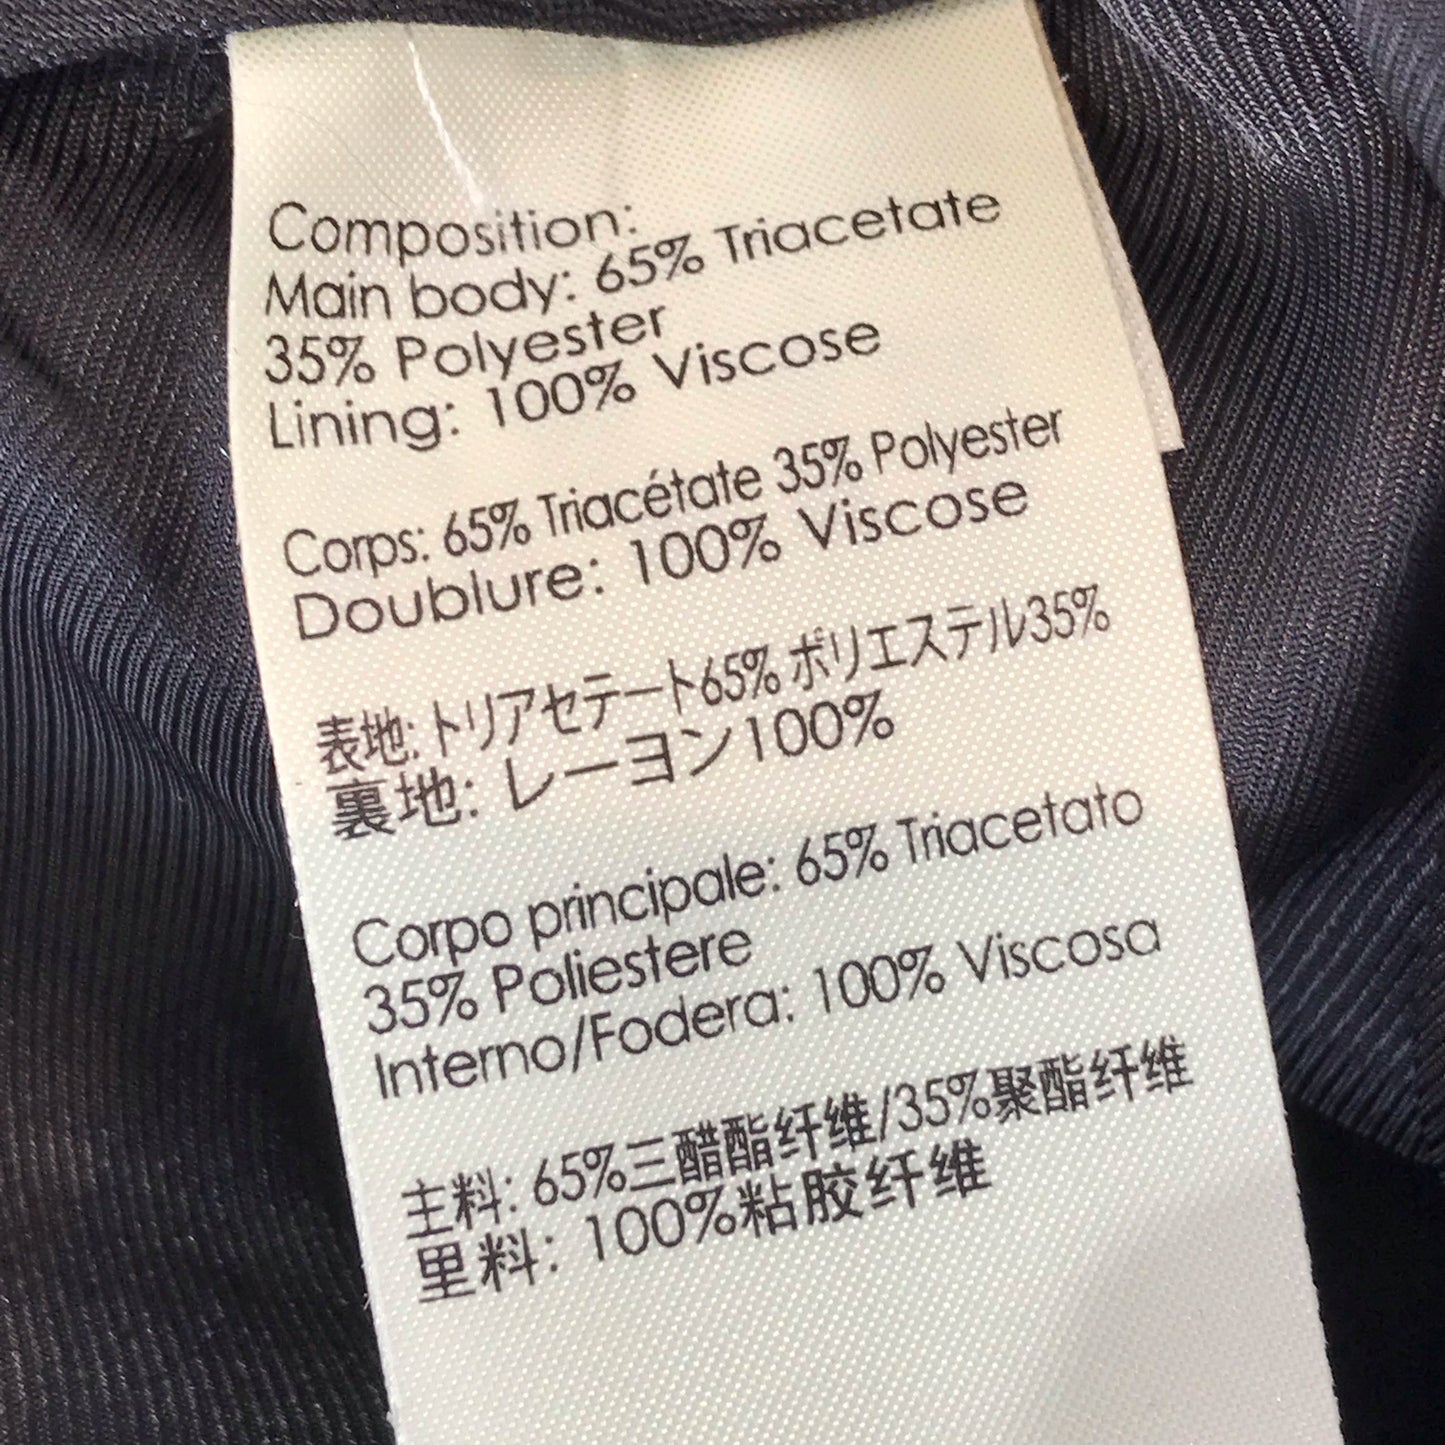 Composition:
Main body: 65% Triacetate
35% Polyester
Lining: 100% Viscose
Corps: 65% Triacétate 35% Polyester
Doublure: 100% Viscose
表地: トリアセテート65% ポリエステル35%
裏地: レーヨン100%
Corpo principale: 65% Triacetato
35% Poliestere
Interno/Fodera: 100% Viscosa
主料: 65%三醋酯纤维/35%聚酯纤维
里料: 100%粘胶纤维